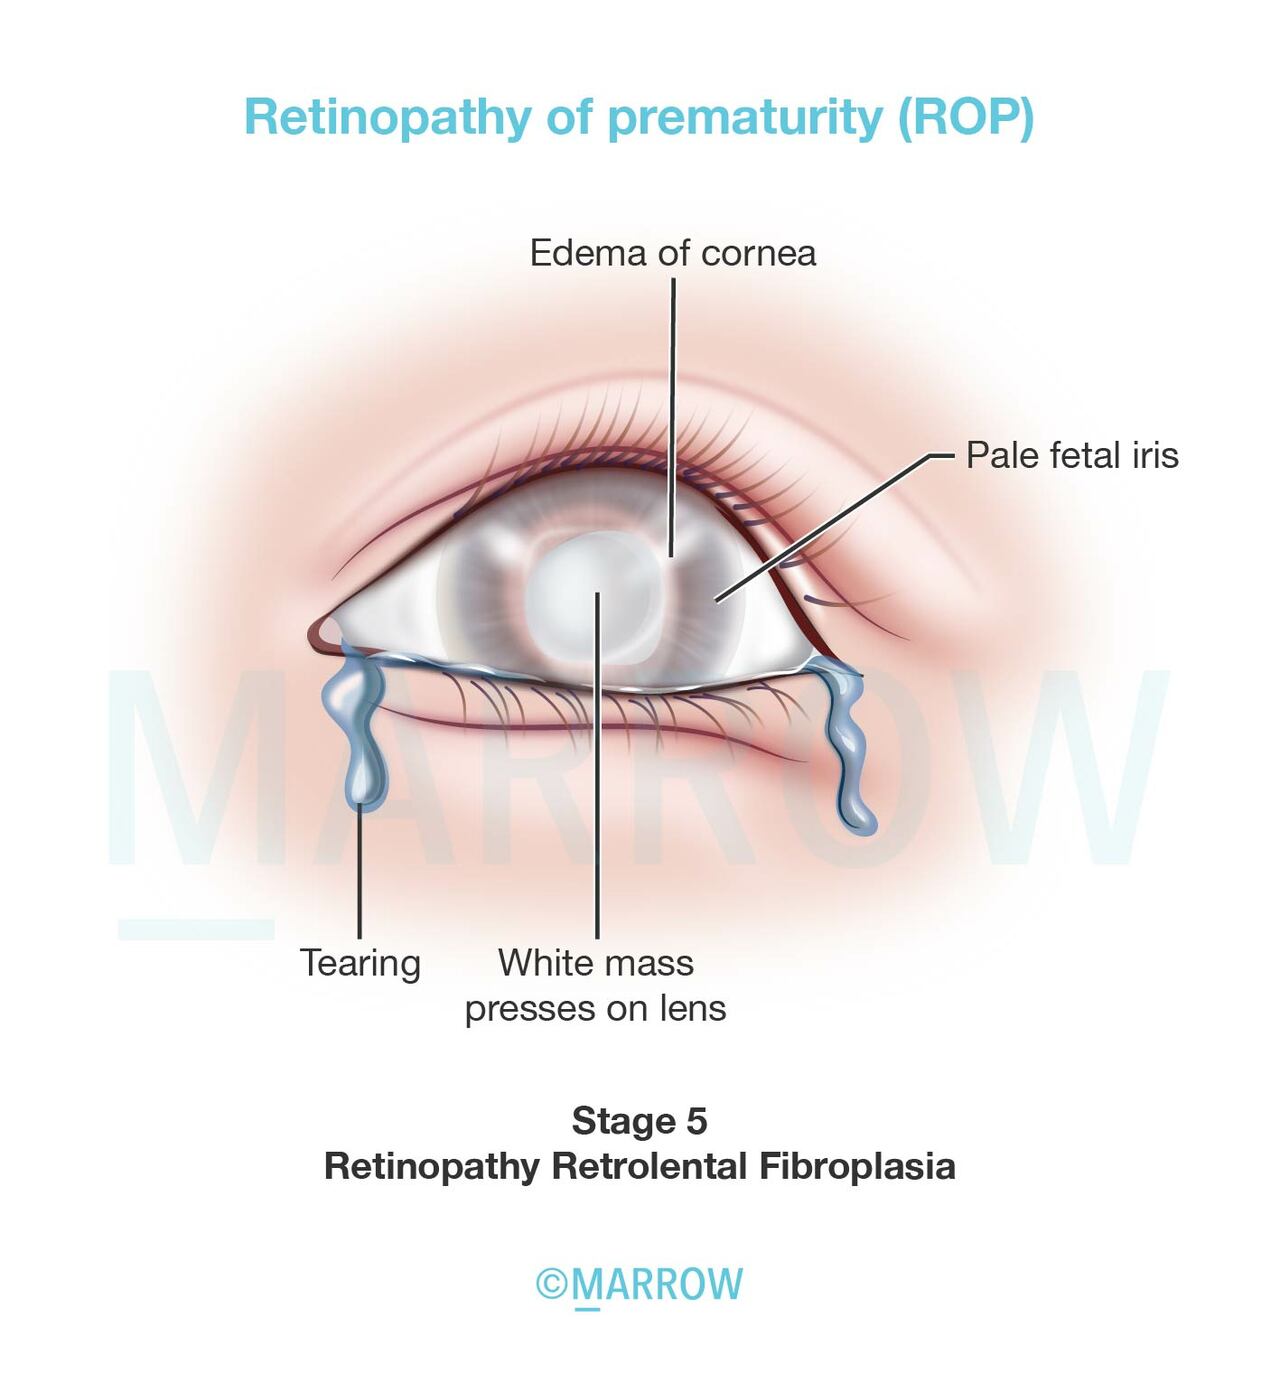 Retinopathy of prematurity (ROP)
Edema of cornea
Pale fetal iris
MARROW
Tearing
White mass
presses on lens
Stage 5
Retinopathy Retrolental Fibroplasia
©MARROW